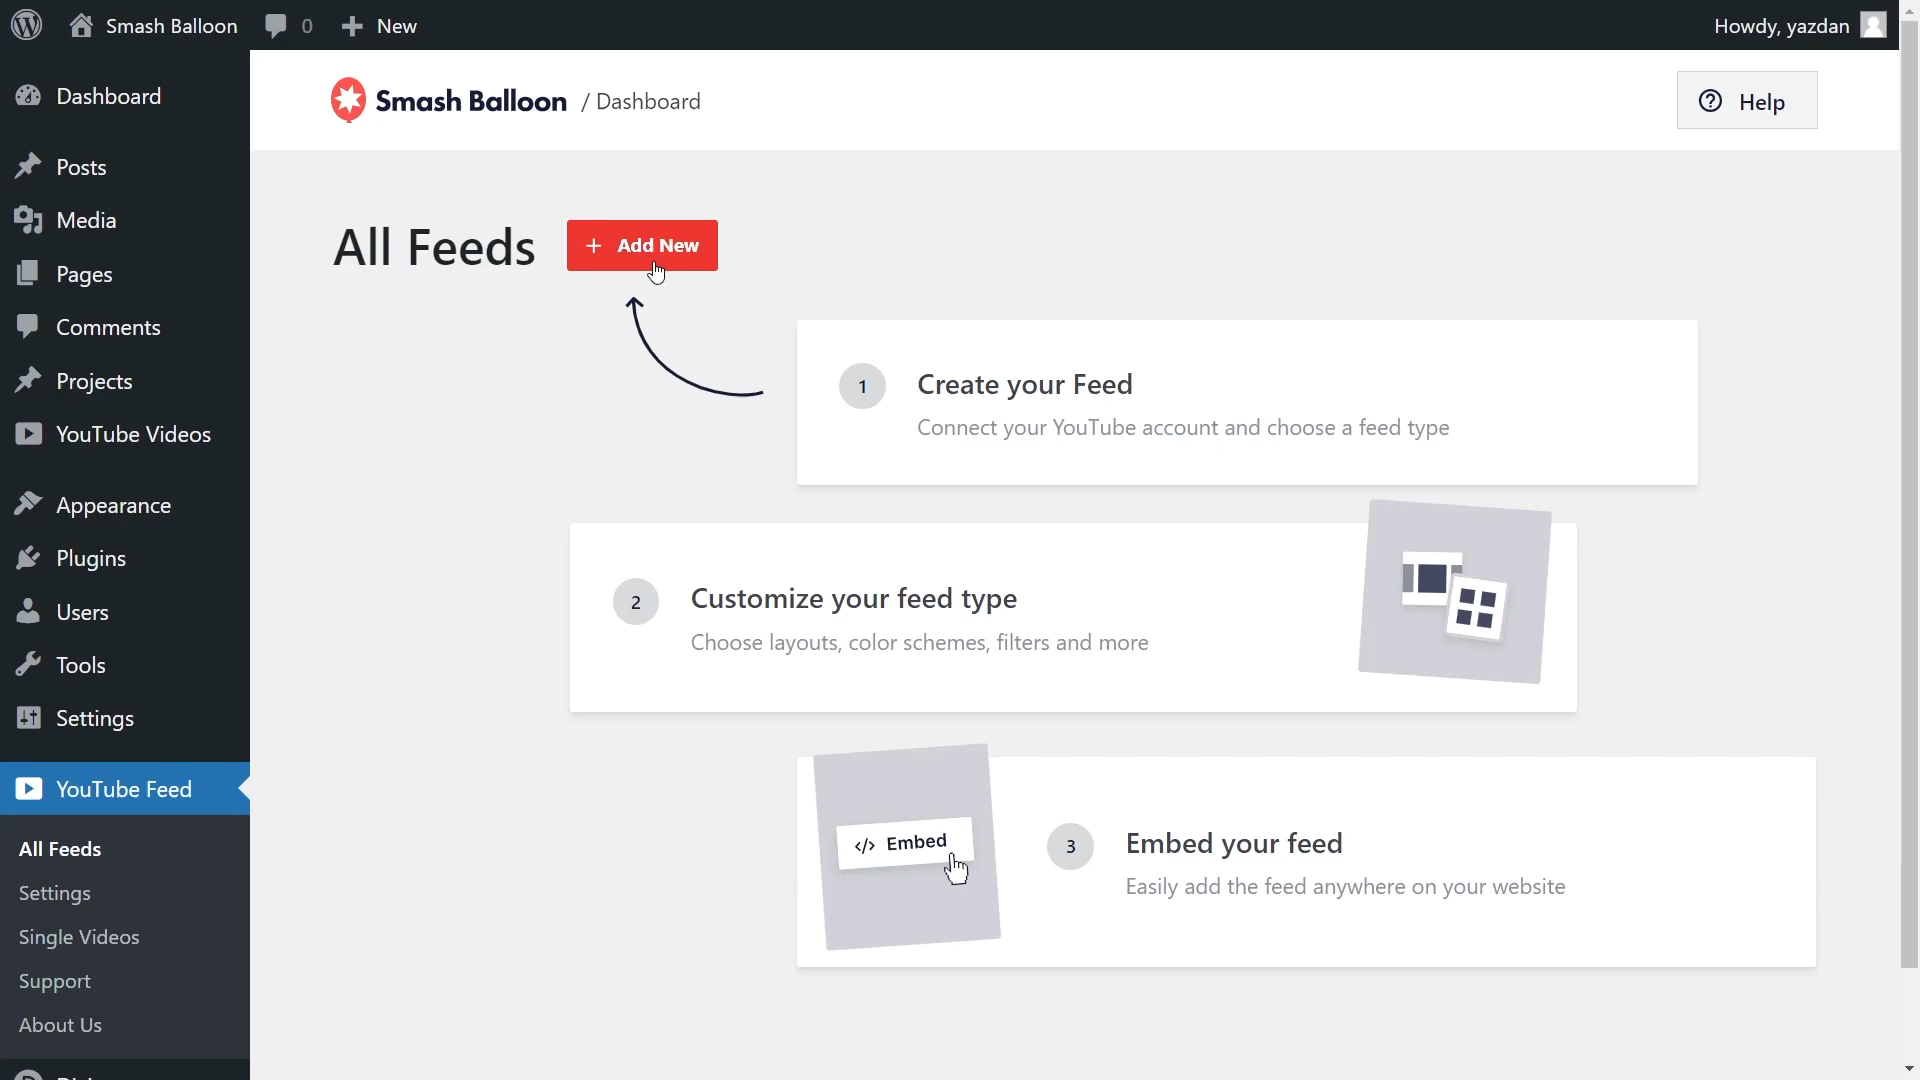 Smash Balloon
0
New
Howdy, yazdan
Dashboard
Posts
Media
Pages
Comments
Projects
YouTube Videos
Appearance
Plugins
Users
Tools
Settings
YouTube Feed
All Feeds
Settings
Single Videos
Support
About Us
Smash Balloon / Dashboard
Help
All Feeds
+ Add New
1 Create your Feed
Connect your YouTube account and choose a feed type
2 Customize your feed type
Choose layouts, color schemes, filters and more
</> Embed
3 Embed your feed
Easily add the feed anywhere on your website